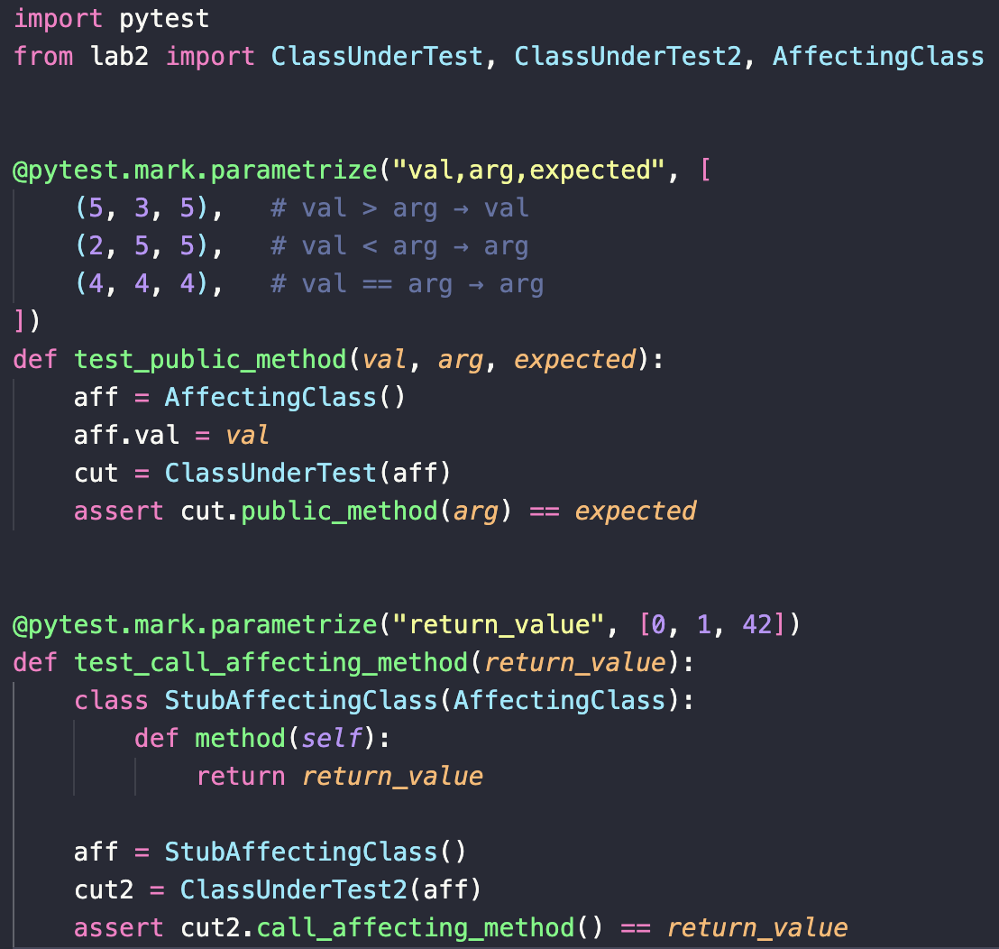 import pytest
from lab2 import ClassUnderTest, ClassUnderTest2, AffectingClass
@pytest.mark.parametrize("val,arg,expected", [
    (5, 3, 5),   # val > arg → val
    (2, 5, 5),   # val < arg → arg
    (4, 4, 4),   # val == arg → arg
])
def test_public_method(val, arg, expected):
    aff = AffectingClass()
    aff.val = val
    cut = ClassUnderTest(aff)
    assert cut.public_method(arg) == expected
@pytest.mark.parametrize("return_value", [0, 1, 42])
def test_call_affecting_method(return_value):
    class StubAffectingClass(AffectingClass):
        def method(self):
            return return_value
    aff = StubAffectingClass()
    cut2 = ClassUnderTest2(aff)
    assert cut2.call_affecting_method() == return_value